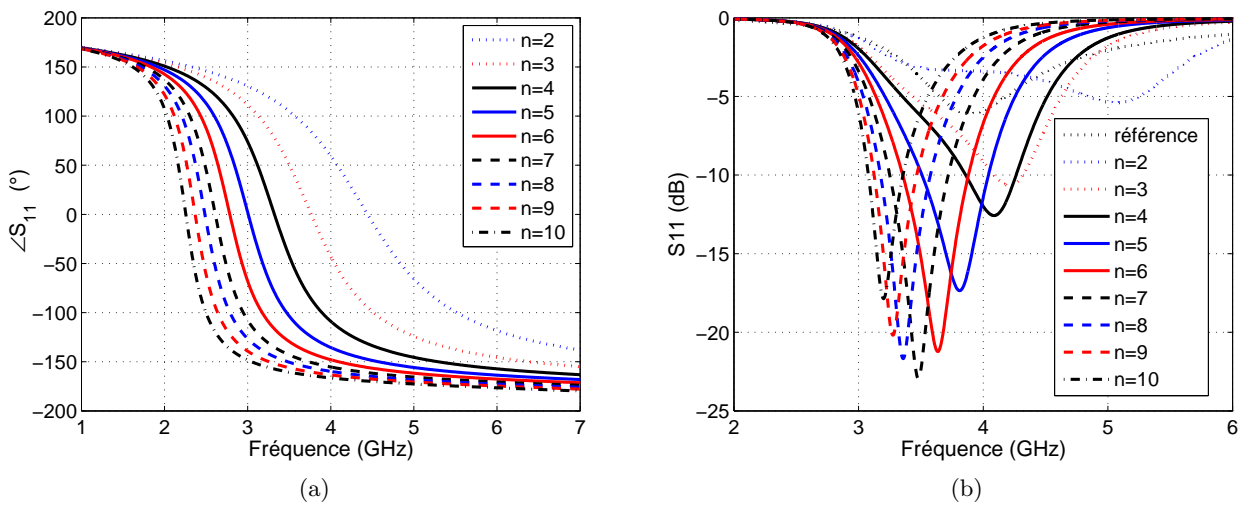 200
150
100
50
0
−50
−100
−150
−200
∠S₁₁ (°)
1 2 3 4 5 6 7
Fréquence (GHz)
n=2
n=3
n=4
n=5
n=6
n=7
n=8
n=9
n=10
(a)
0
−5
−10
−15
−20
−25
S11 (dB)
2 3 4 5 6
Fréquence (GHz)
référence
n=2
n=3
n=4
n=5
n=6
n=7
n=8
n=9
n=10
(b)